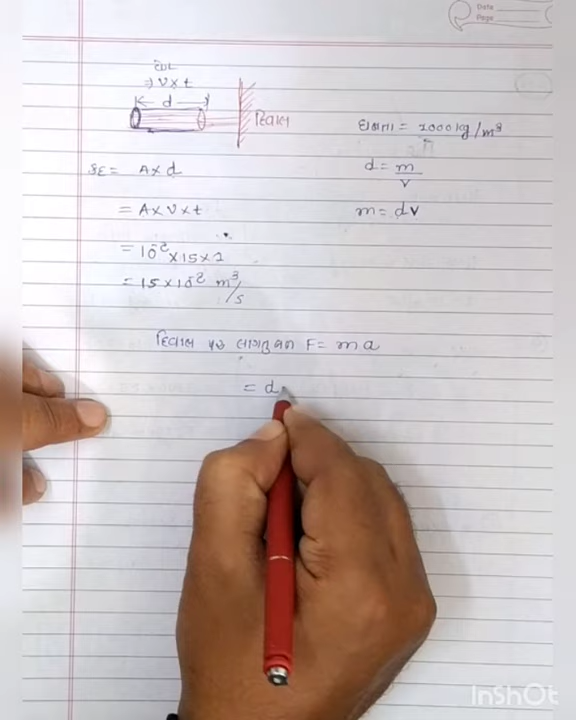 Date
Page
⇒ V×t
d
દિવાલ
ઘનતા = 1000 kg/m³
= A×d
d = m/v
= A×V×t
m = dv
= 10⁻² × 15 × 1
= 15 × 10⁻² m³/s
દિવાલ પર લાગતુ બળ F = ma
= d
InShot